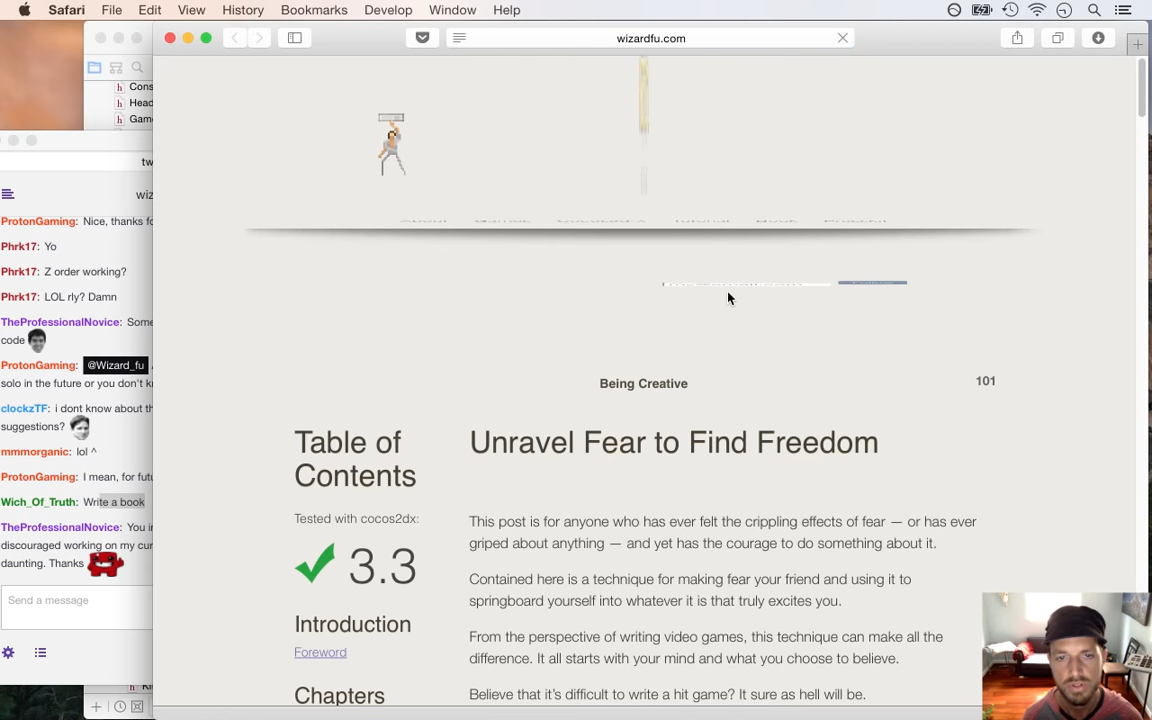 Safari File Edit View History Bookmarks Develop Window Help
wizardfu.com
h Cons
h Head
h Game
tw
wiz
ProtonGaming: Nice, thanks fo
Phrk17: Yo
Phrk17: Z order working?
Phrk17: LOL rly? Damn
TheProfessionalNovice: Some
code
ProtonGaming: @Wizard_fu
solo in the future or you don't k
clockzTF: i dont know about th
suggestions?
mmmorganic: lol ^
ProtonGaming: I mean, for futu
Wich_Of_Truth: Write a book
TheProfessionalNovice: You in
discouraged working on my cur
daunting. Thanks
Send a message
Being Creative 101
Table of
Contents
Tested with cocos2dx:
3.3
Introduction
Foreword
Chapters
Unravel Fear to Find Freedom
This post is for anyone who has ever felt the crippling effects of fear — or has ever
griped about anything — and yet has the courage to do something about it.
Contained here is a technique for making fear your friend and using it to
springboard yourself into whatever it is that truly excites you.
From the perspective of writing video games, this technique can make all the
difference. It all starts with your mind and what you choose to believe.
Believe that it's difficult to write a hit game? It sure as hell will be.